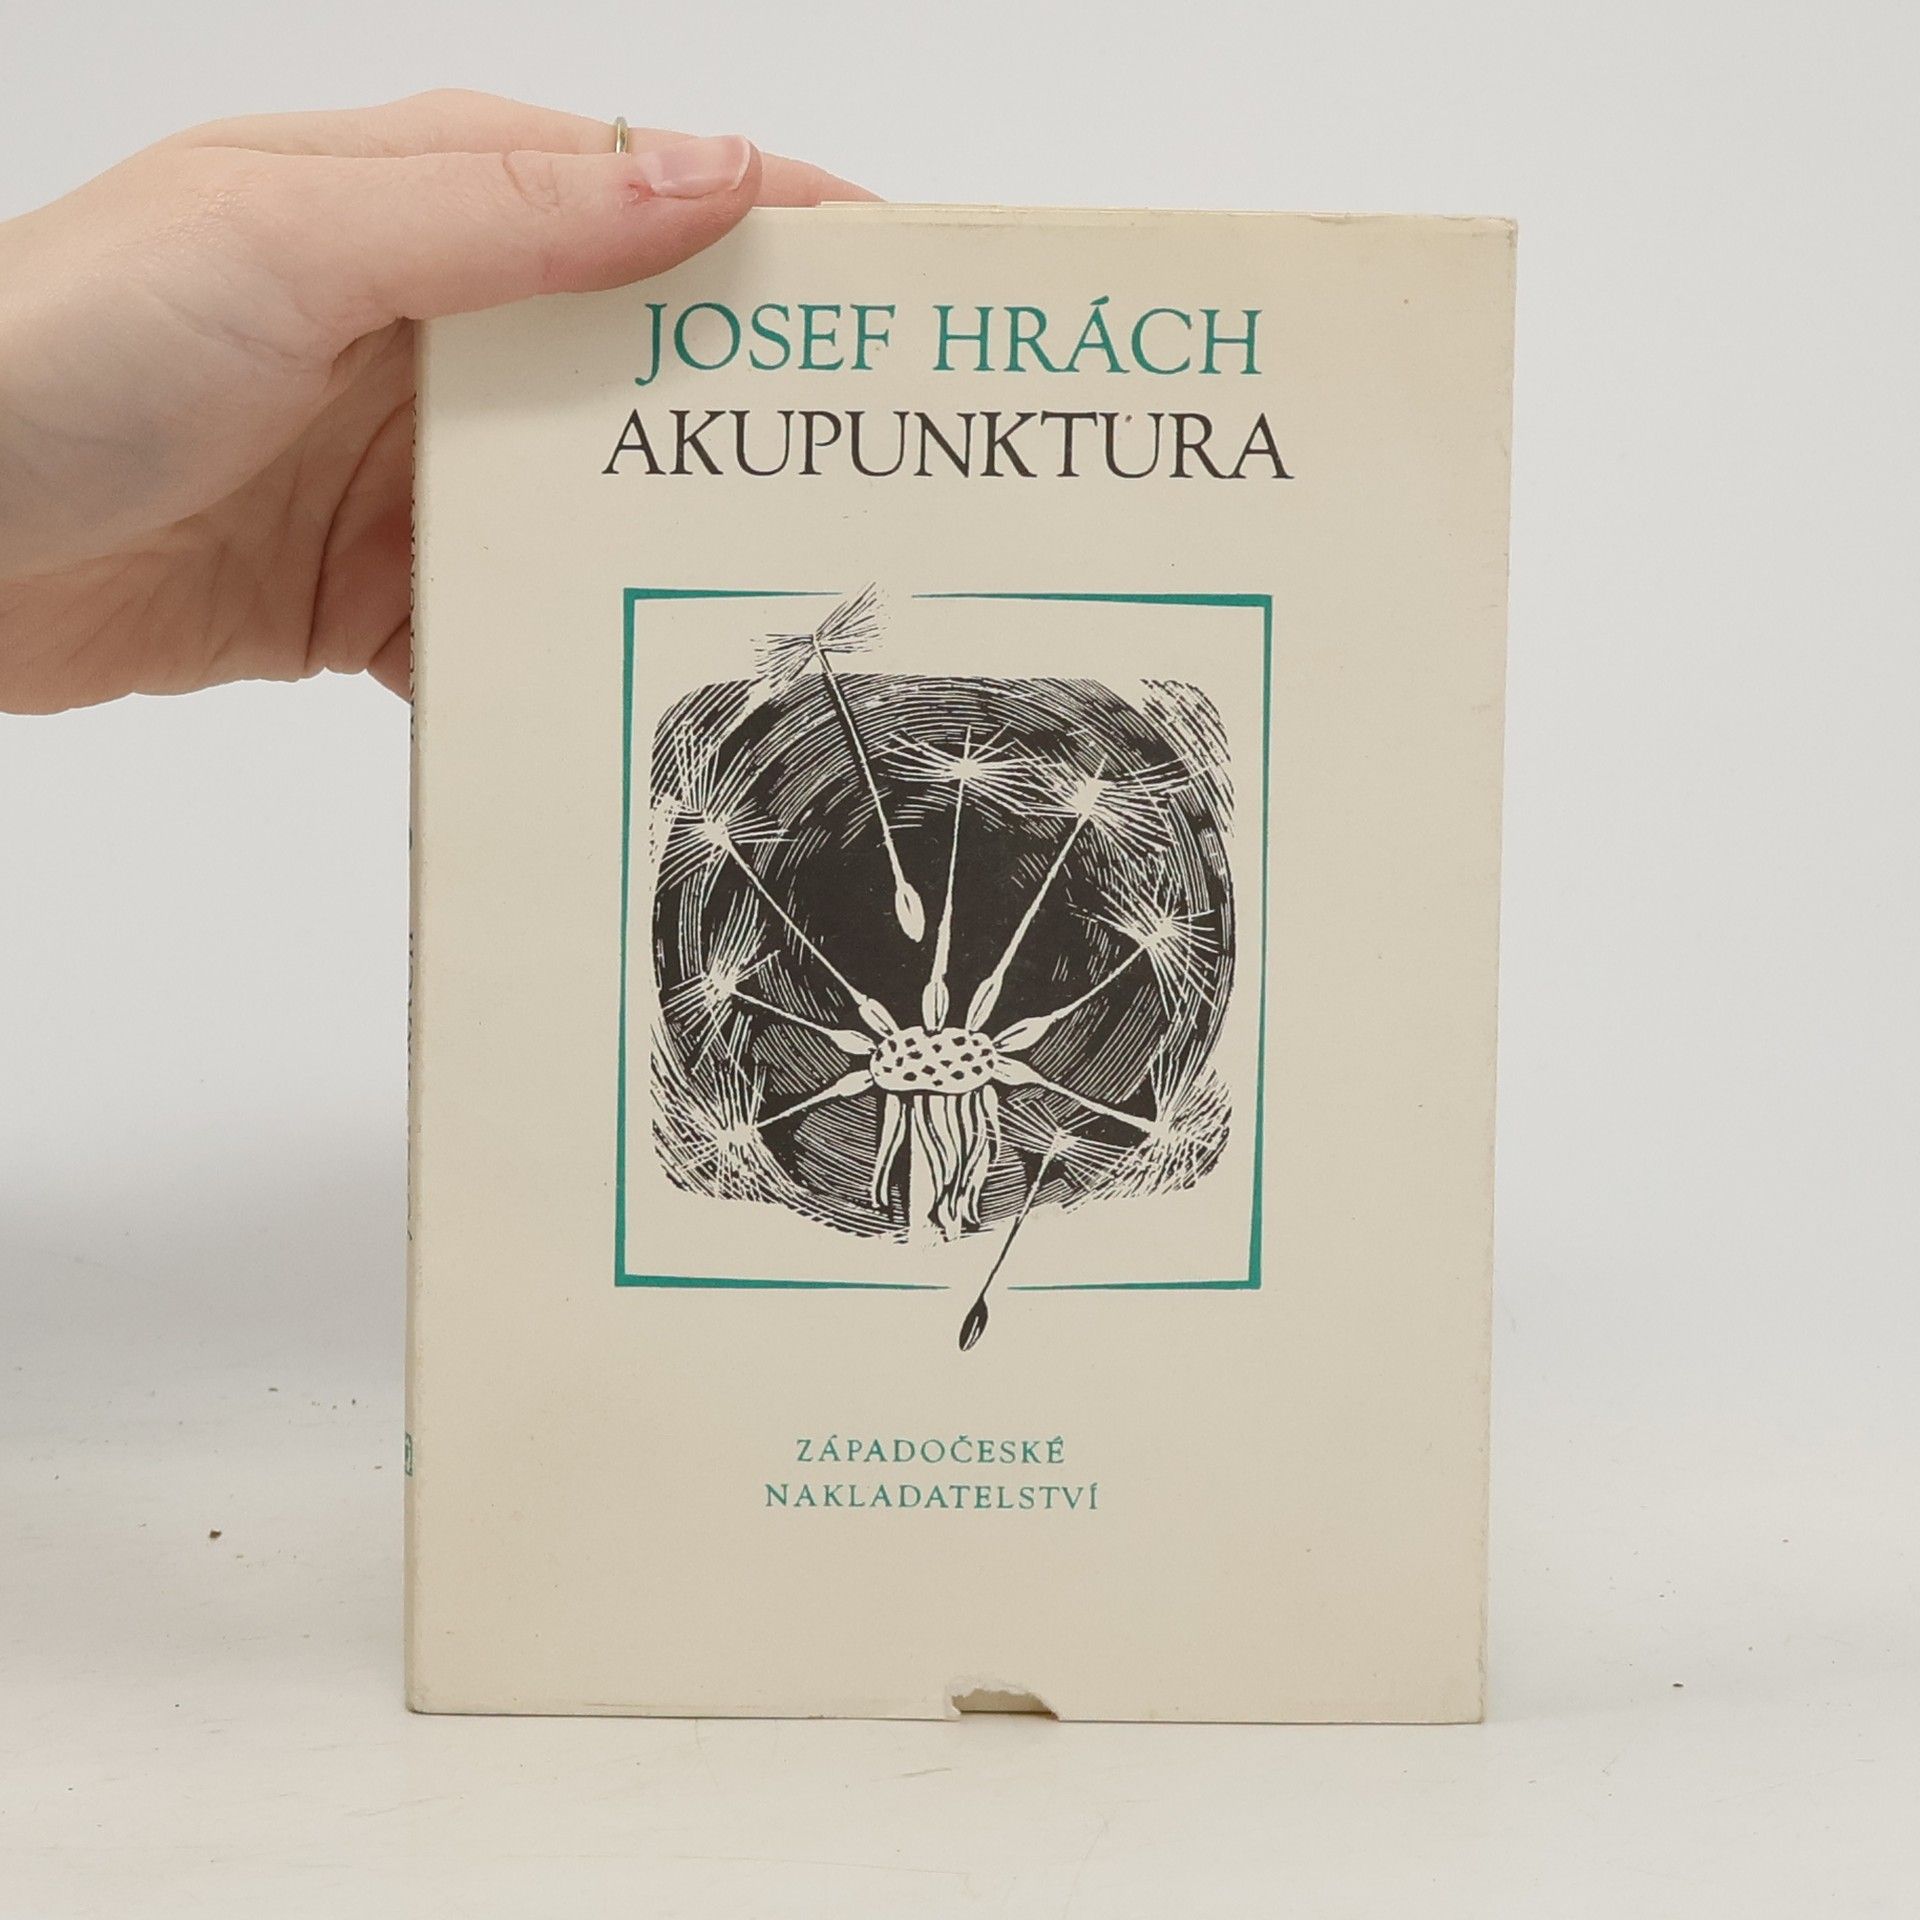 JOSEF HRÁCH
AKUPUNKTURA
ZÁPADOČESKÉ
NAKLADATELSTVÍ